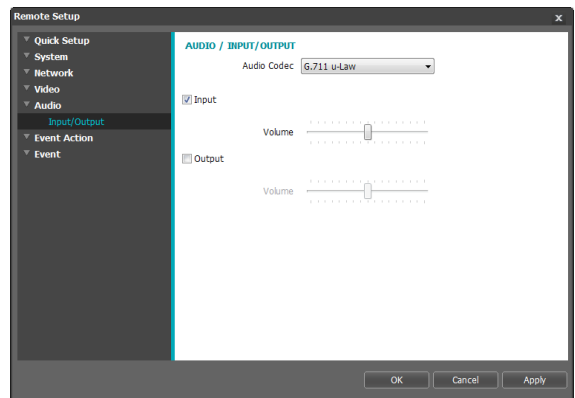 Remote Setup
x
Quick Setup
System
Network
Video
Audio
Input/Output
Event Action
Event
AUDIO / INPUT/OUTPUT
Audio Codec G.711 u-Law
Input
Volume
Output
Volume
OK Cancel Apply